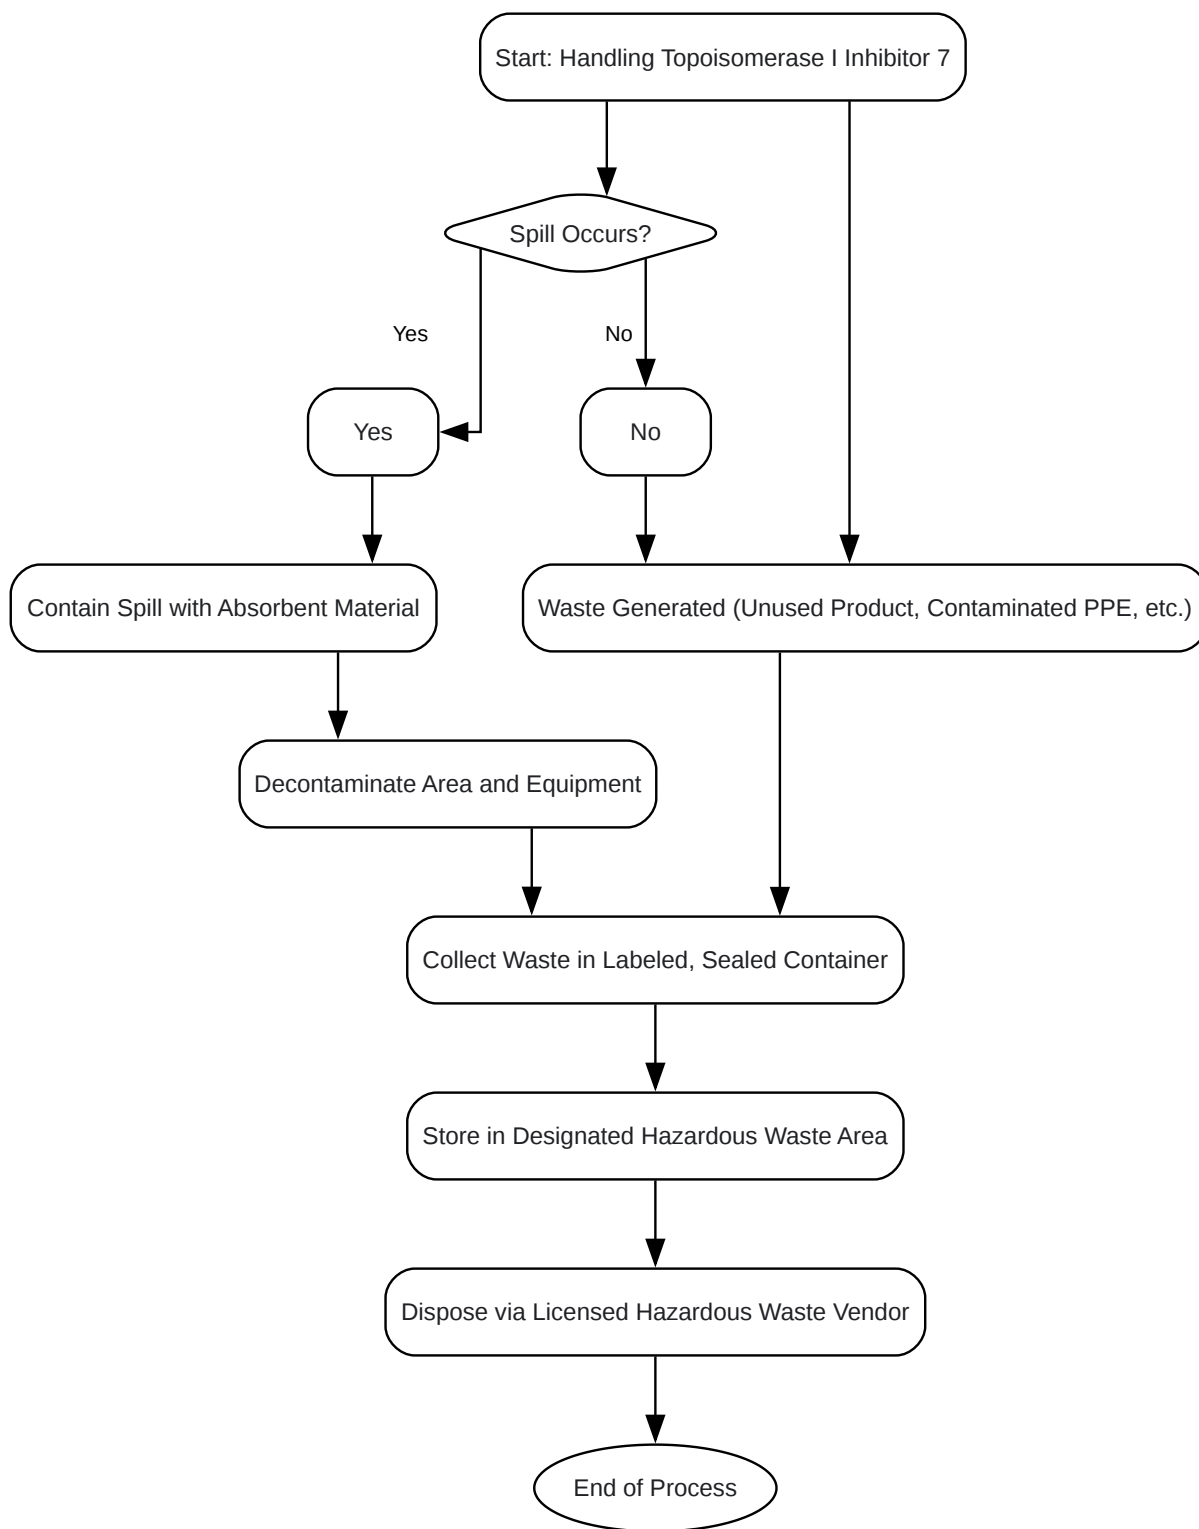 Start: Handling Topoisomerase I Inhibitor 7
Spill Occurs?
Yes
No
Yes
No
Contain Spill with Absorbent Material
Waste Generated (Unused Product, Contaminated PPE, etc.)
Decontaminate Area and Equipment
Collect Waste in Labeled, Sealed Container
Store in Designated Hazardous Waste Area
Dispose via Licensed Hazardous Waste Vendor
End of Process